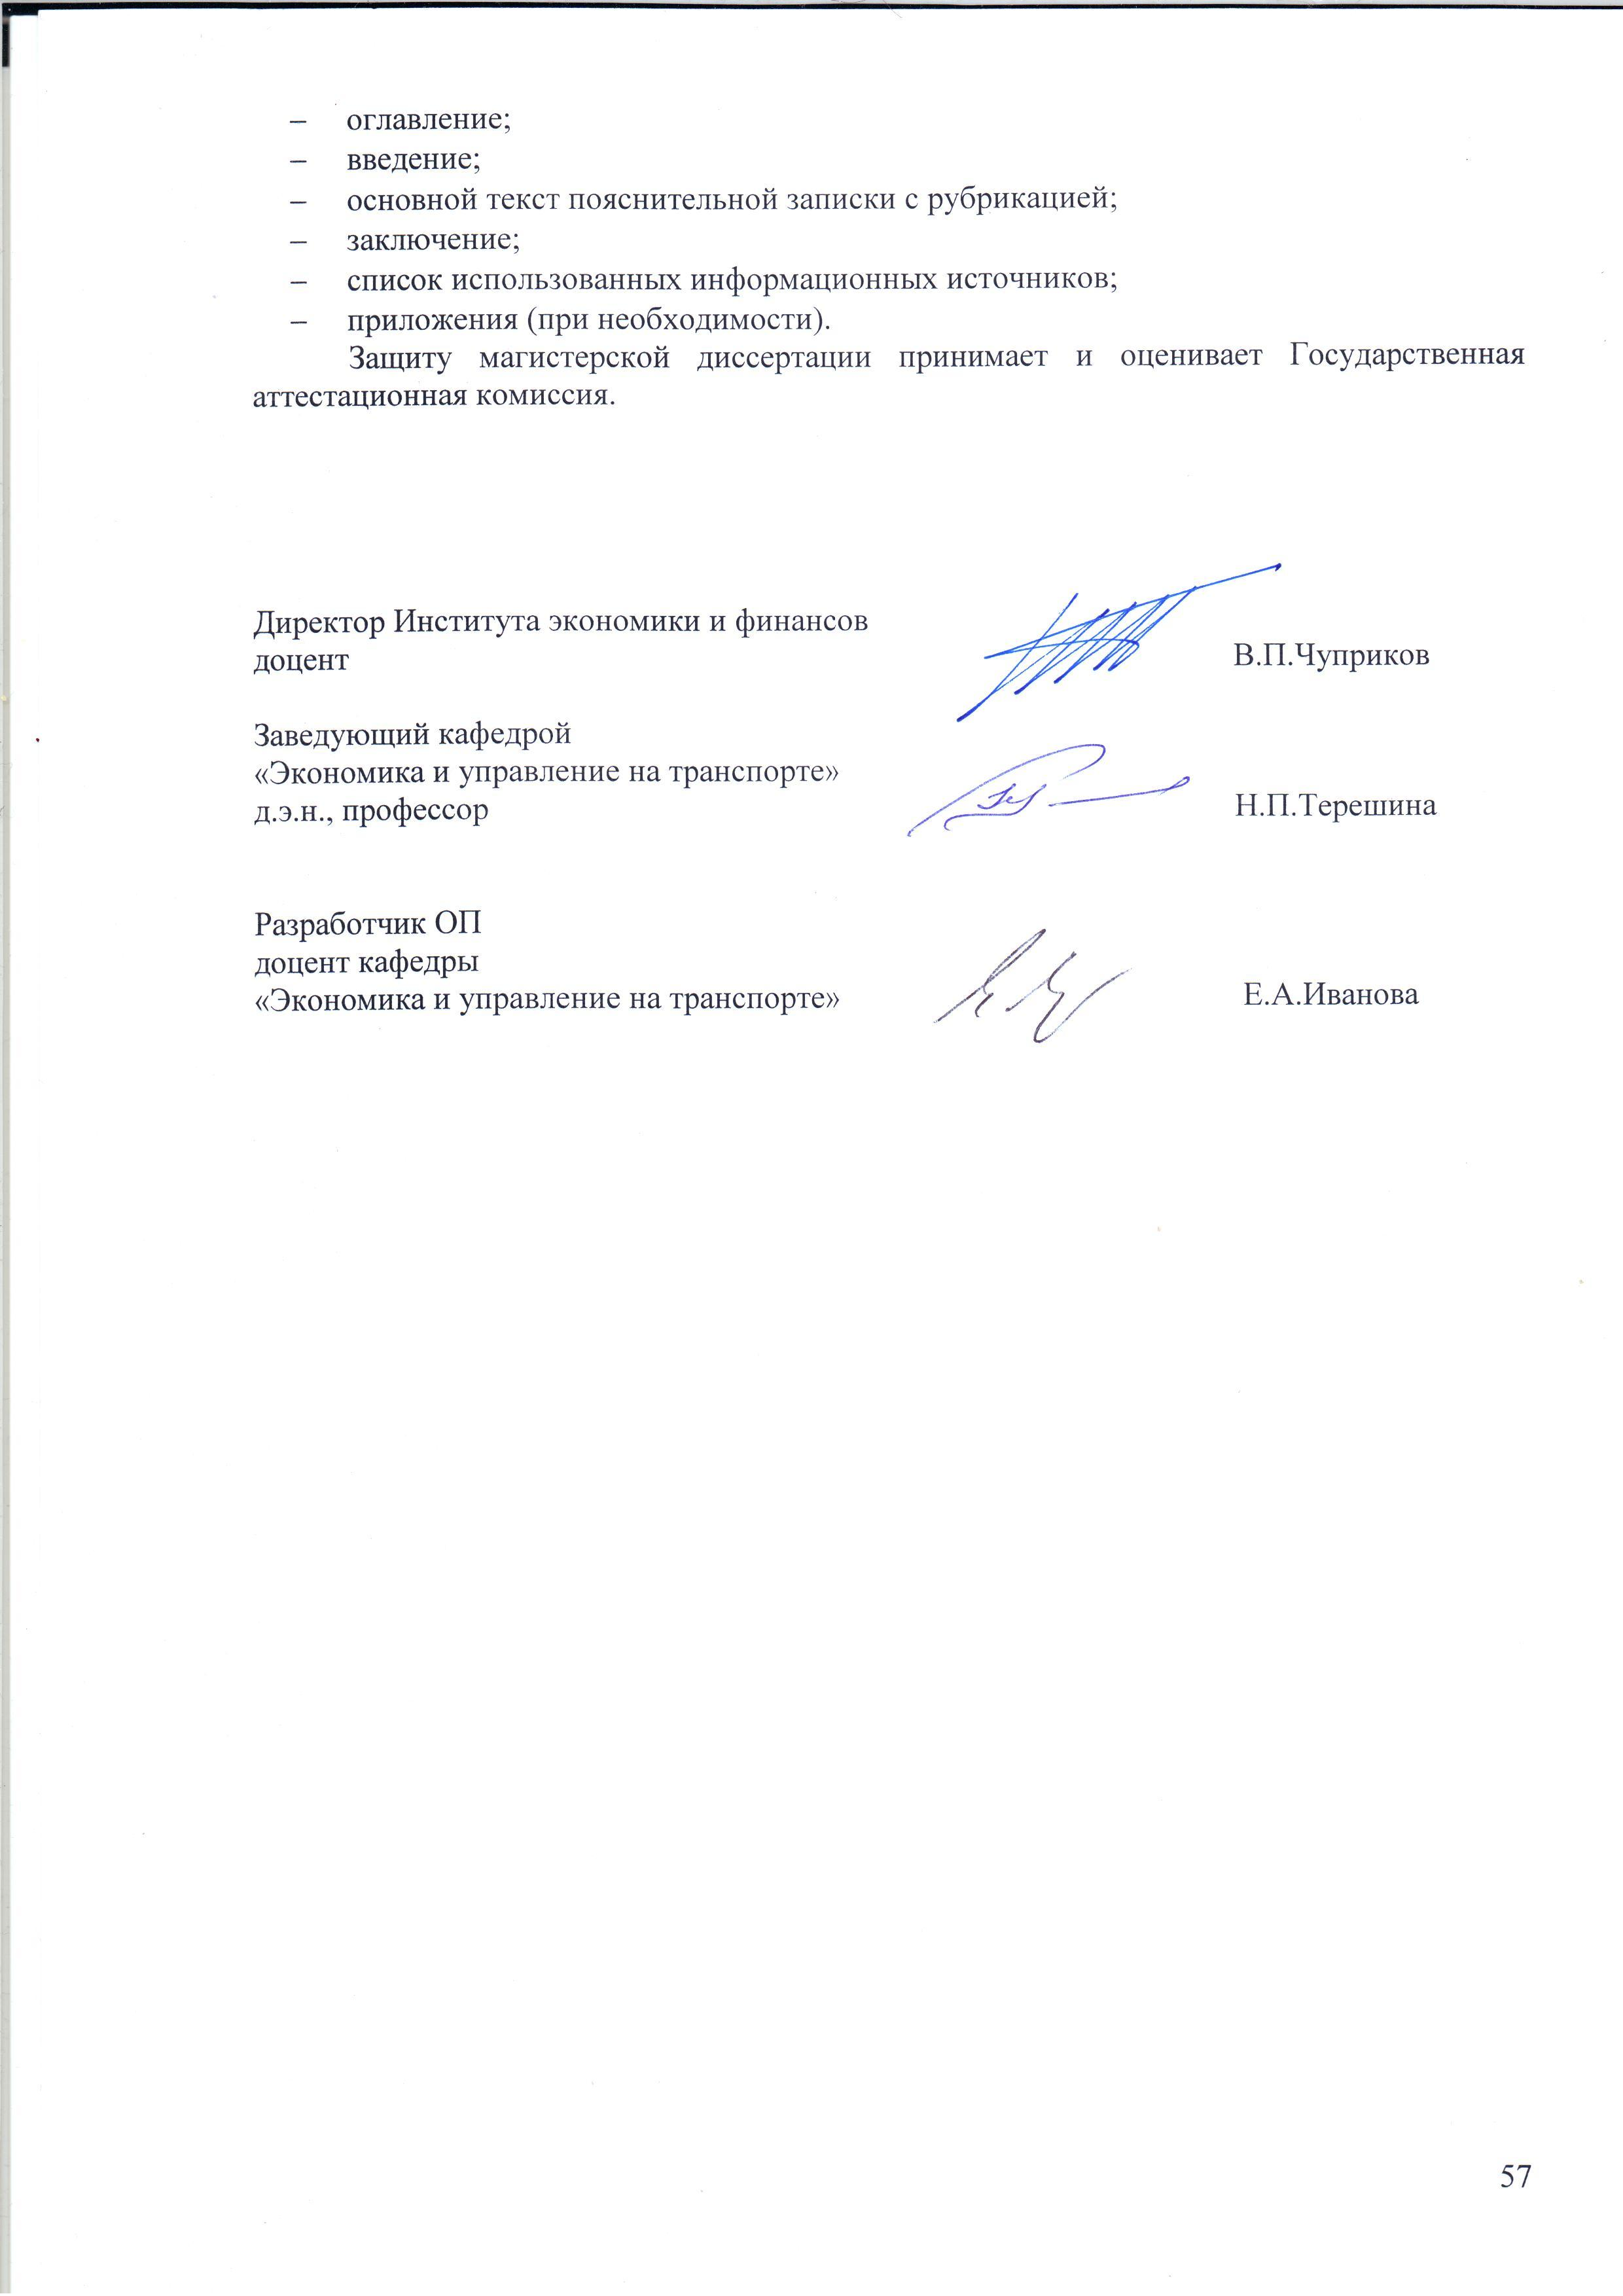 – оглавление;
– введение;
– основной текст пояснительной записки с рубрикацией;
– заключение;
– список использованных информационных источников;
– приложения (при необходимости).
Защиту магистерской диссертации принимает и оценивает Государственная
аттестационная комиссия.
Директор Института экономики и финансов
доцент В.П.Чуприков
Заведующий кафедрой
«Экономика и управление на транспорте»
д.э.н., профессор Н.П.Терешина
Разработчик ОП
доцент кафедры
«Экономика и управление на транспорте» Е.А.Иванова
57